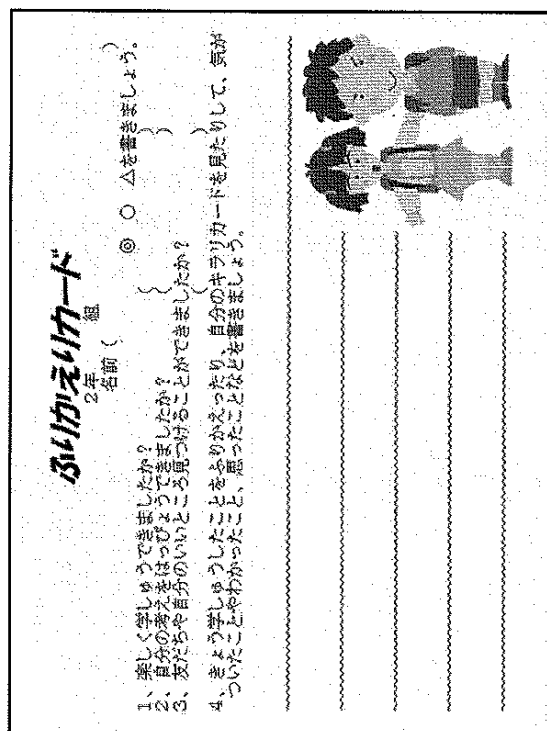 ふりかえりカード
2年　　組
名前（　　　　　　　　　　）
◎　○　△を書きましょう。
1、楽しく学しゅうできましたか？　（　　　　）
2、自分の考えをはっぴょうできましたか？　（　　　　）
3、友だちや自分のいいところ見つけることができましたか？　（　　　　）
4、きょう学しゅうしたことをふりかえったり、自分のキラリカードを見たりして、気が
ついたことやわかったこと、思ったことなどを書きましょう。